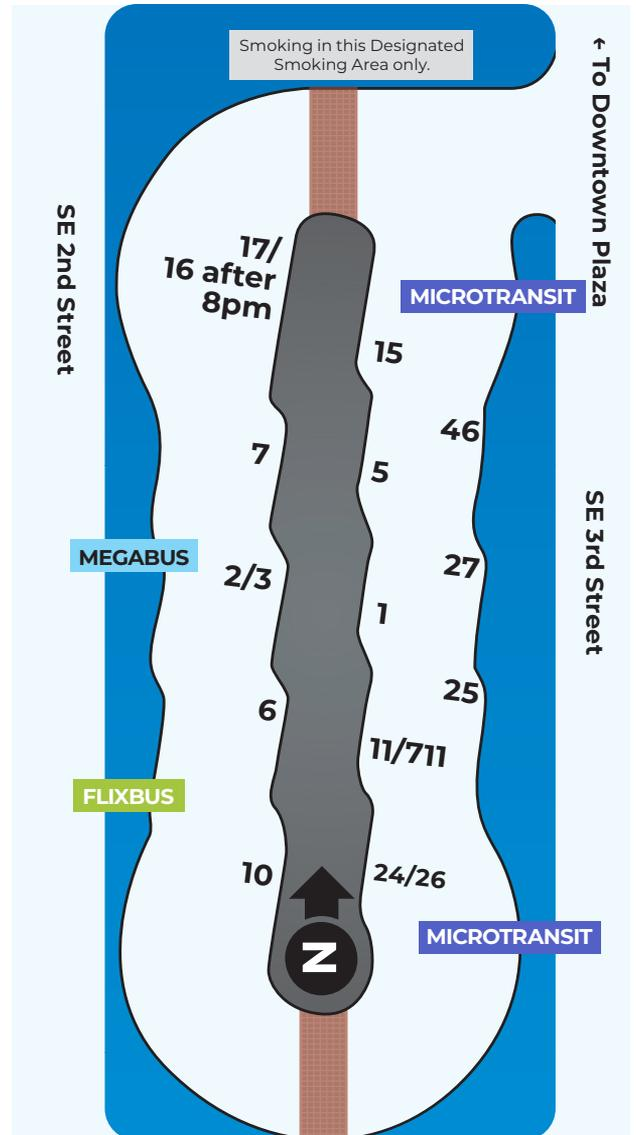 Smoking in this Designated
Smoking Area only.
← To Downtown Plaza
SE 2nd Street
17/
16 after
8pm
MICROTRANSIT
15
46
7
5
SE 3rd Street
MEGABUS
27
2/3
1
25
6
11/711
FLIXBUS
10
24/26
MICROTRANSIT
N